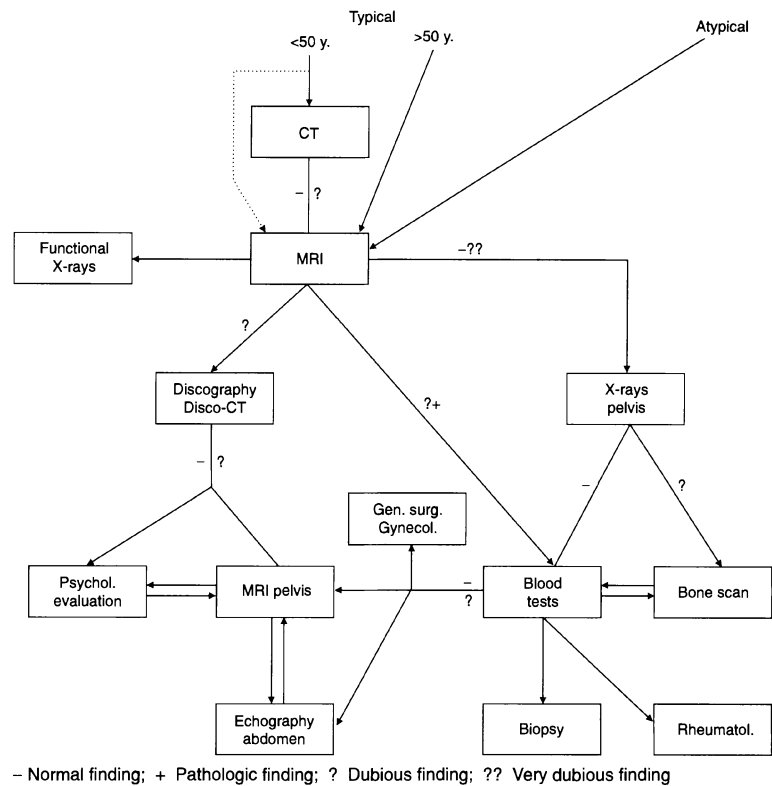 Typical
<50 y.
>50 y.
Atypical
CT
– ?
Functional
X-rays
MRI
–??
?
Discography
Disco-CT
?+
X-rays
pelvis
– ?
–
?
Gen. surg.
Gynecol.
Psychol.
evaluation
MRI pelvis
–
?
Blood
tests
Bone scan
Echography
abdomen
Biopsy
Rheumatol.
– Normal finding; + Pathologic finding; ? Dubious finding; ?? Very dubious finding